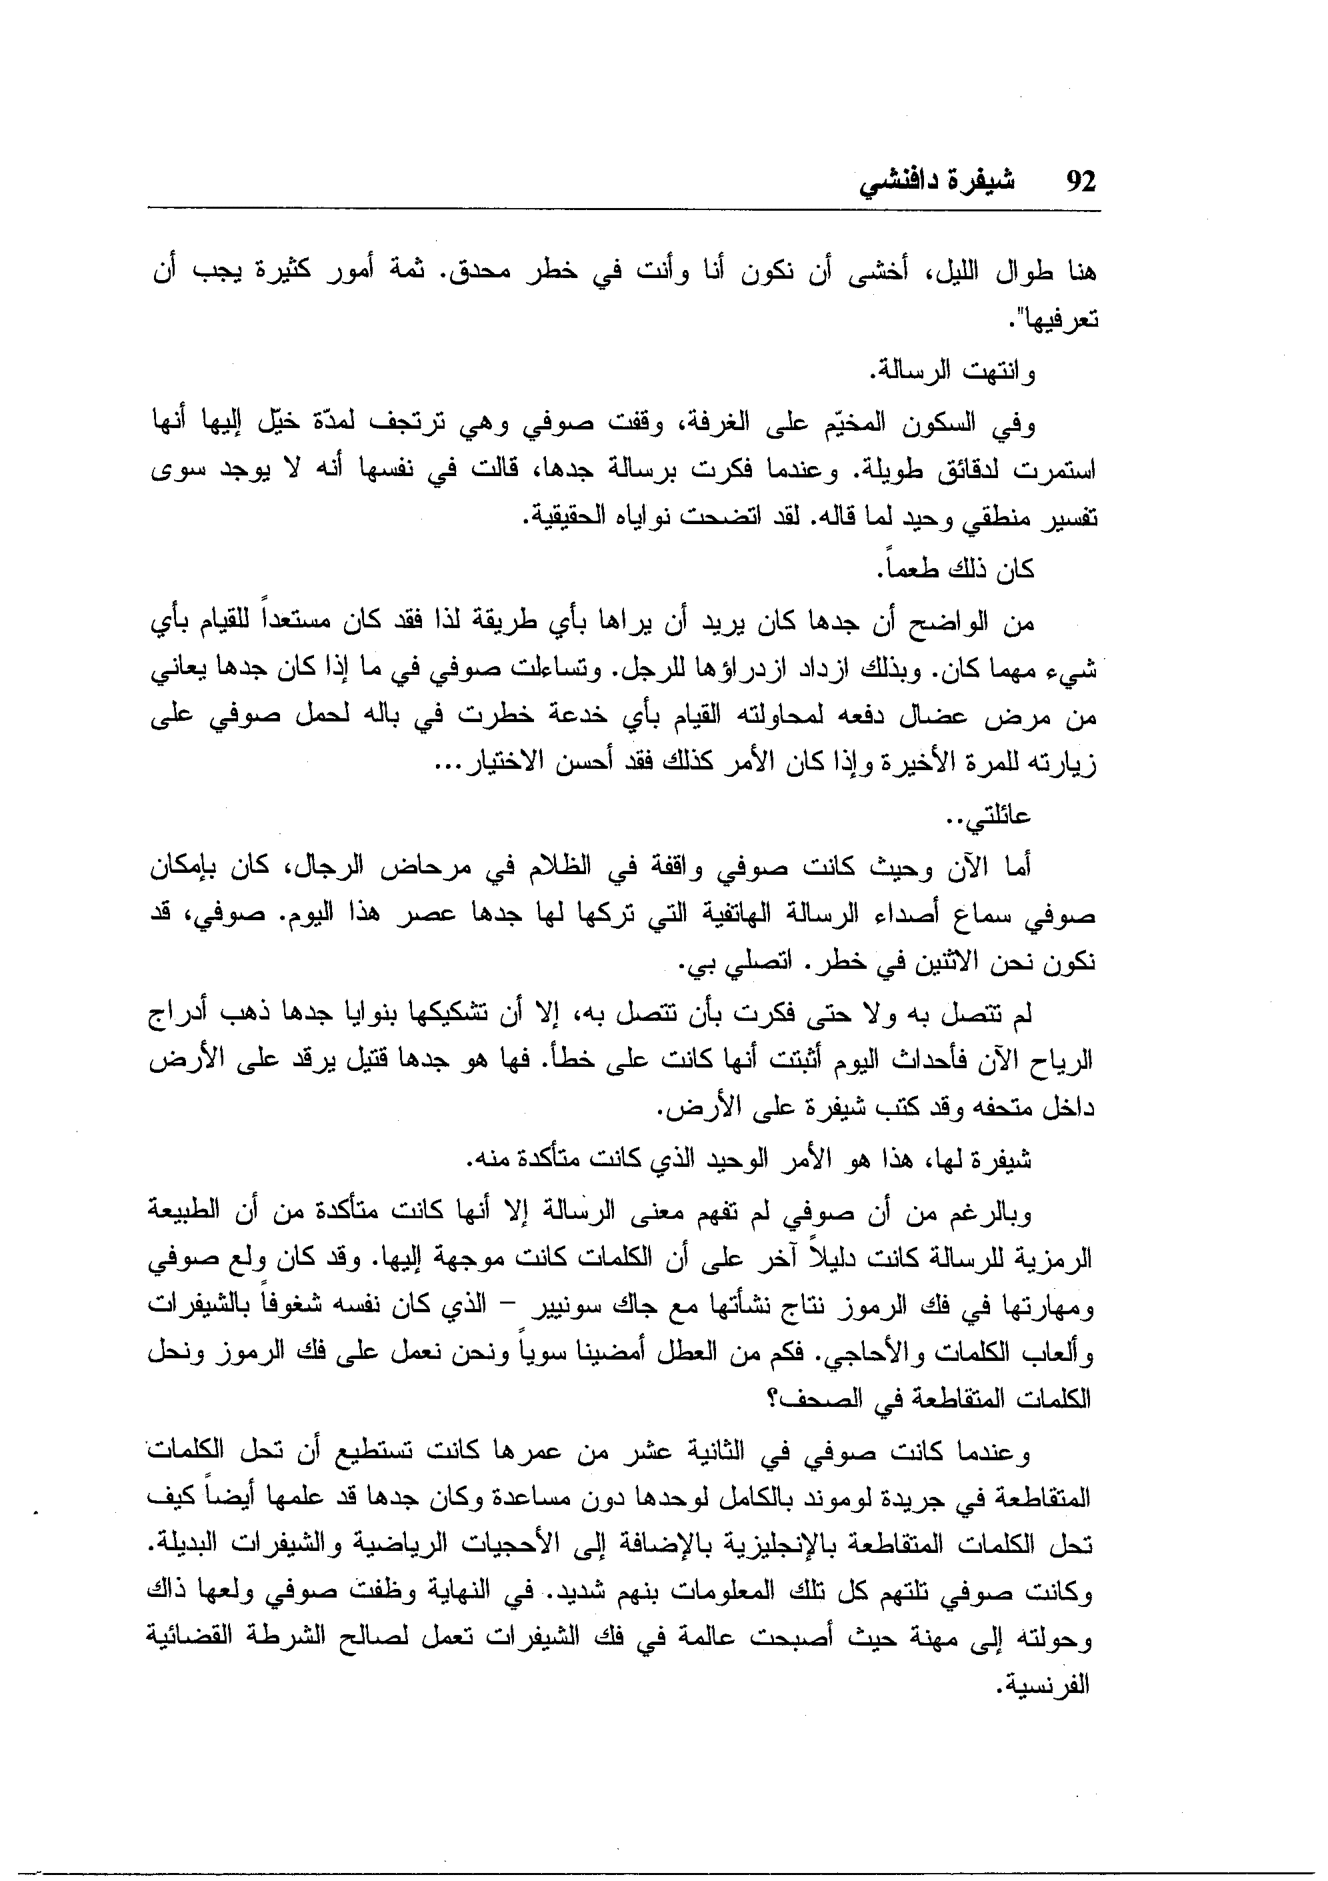 92 شيفرة دافنشي
هنا طوال الليل، أخشى أن نكون أنا وأنت في خطر محدق. ثمة أمور كثيرة يجب أن
تعرفيها".
وانتهت الرسالة.
وفي السكون المخيّم على الغرفة، وقفت صوفي وهي ترتجف لمدّة خيّل إليها أنها
استمرت لدقائق طويلة. وعندما فكرت برسالة جدها، قالت في نفسها أنه لا يوجد سوى
تفسير منطقي وحيد لما قاله. لقد اتضحت نواياه الحقيقية.
كان ذلك طعماً.
من الواضح أن جدها كان يريد أن يراها بأي طريقة لذا فقد كان مستعداً للقيام بأي
شيء مهما كان. وبذلك ازداد ازدراؤها للرجل. وتساءلت صوفي في ما إذا كان جدها يعاني
من مرض عضال دفعه لمحاولته القيام بأي خدعة خطرت في باله لحمل صوفي على
زيارته للمرة الأخيرة وإذا كان الأمر كذلك فقد أحسن الاختيار...
عائلتي..
أما الآن وحيث كانت صوفي واقفة في الظلام في مرحاض الرجال، كان بإمكان
صوفي سماع أصداء الرسالة الهاتفية التي تركها لها جدها عصر هذا اليوم. صوفي، قد
نكون نحن الاثنين في خطر. اتصلي بي.
لم تتصل به ولا حتى فكرت بأن تتصل به، إلا أن تشكيكها بنوايا جدها ذهب أدراج
الرياح الآن فأحداث اليوم أثبتت أنها كانت على خطأ. فها هو جدها قتيل يرقد على الأرض
داخل متحفه وقد كتب شيفرة على الأرض.
شيفرة لها، هذا هو الأمر الوحيد الذي كانت متأكدة منه.
وبالرغم من أن صوفي لم تفهم معنى الرسالة إلا أنها كانت متأكدة من أن الطبيعة
الرمزية للرسالة كانت دليلاً آخر على أن الكلمات كانت موجهة إليها. وقد كان ولع صوفي
ومهارتها في فك الرموز نتاج نشأتها مع جاك سونيير – الذي كان نفسه شغوفاً بالشيفرات
وألعاب الكلمات والأحاجي. فكم من العطل أمضينا سوياً ونحن نعمل على فك الرموز ونحل
الكلمات المتقاطعة في الصحف؟
وعندما كانت صوفي في الثانية عشر من عمرها كانت تستطيع أن تحل الكلمات
المتقاطعة في جريدة لوموند بالكامل لوحدها دون مساعدة وكان جدها قد علمها أيضاً كيف
تحل الكلمات المتقاطعة بالإنجليزية بالإضافة إلى الأحجيات الرياضية والشيفرات البديلة.
وكانت صوفي تلتهم كل تلك المعلومات بنهم شديد. في النهاية وظفت صوفي ولعها ذاك
وحولته إلى مهنة حيث أصبحت عالمة في فك الشيفرات تعمل لصالح الشرطة القضائية
الفرنسية.